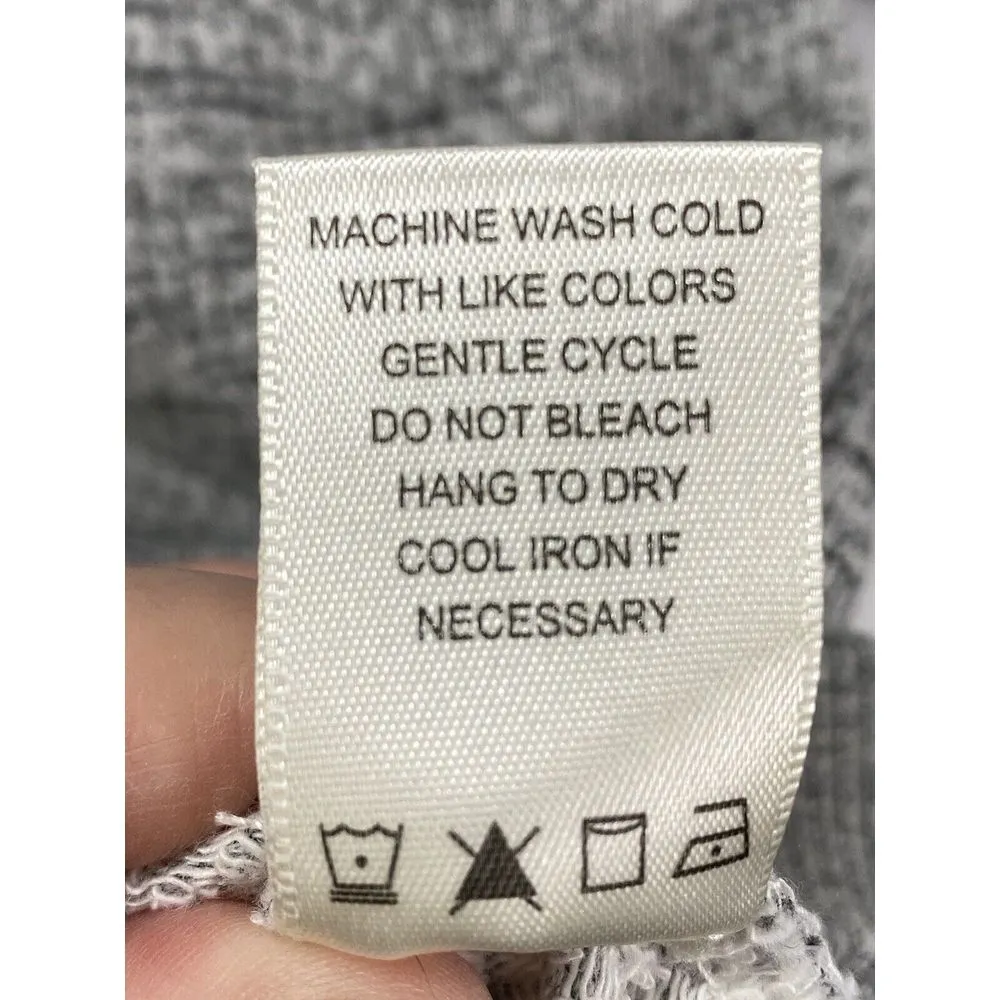 MACHINE WASH COLD
WITH LIKE COLORS
GENTLE CYCLE
DO NOT BLEACH
HANG TO DRY
COOL IRON IF
NECESSARY